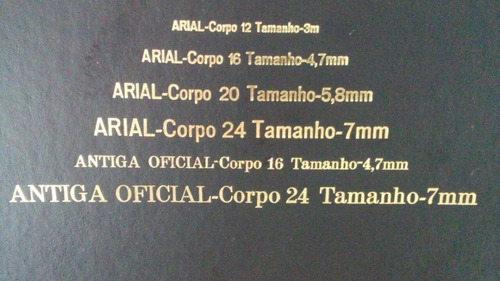 ARIAL-Corpo 12 Tamanho-3m
ARIAL-Corpo 16 Tamanho-4,7mm
ARIAL-Corpo 20 Tamanho-5,8mm
ARIAL-Corpo 24 Tamanho-7mm
ANTIGA OFICIAL-Corpo 16 Tamanho-4,7mm
ANTIGA OFICIAL-Corpo 24 Tamanho-7mm